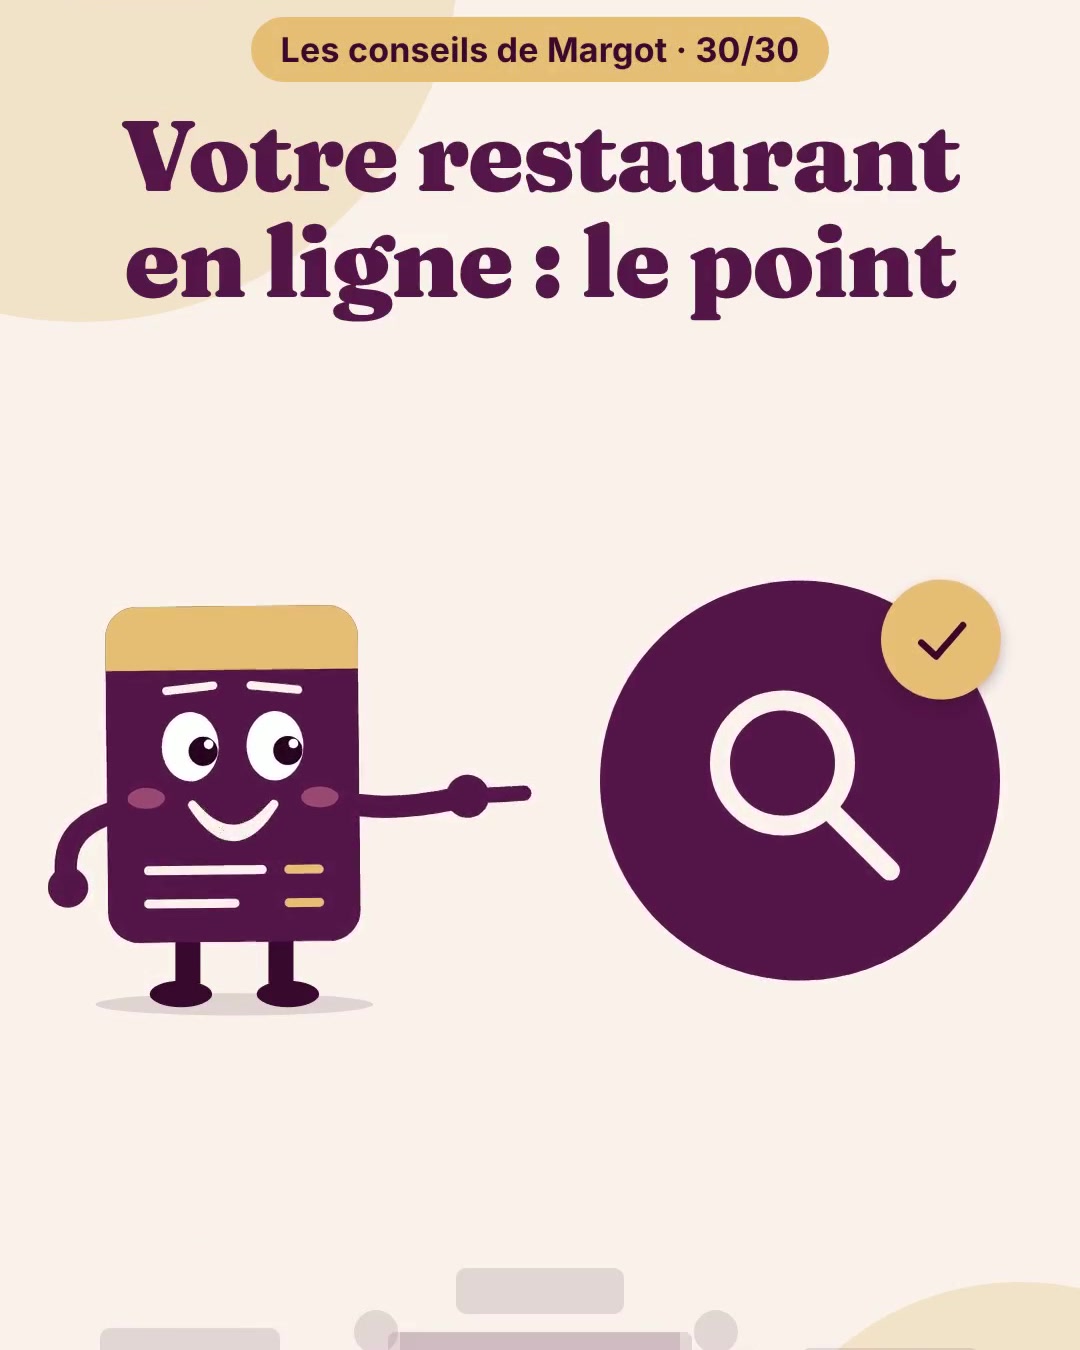 Les conseils de Margot · 30/30
Votre restaurant
en ligne : le point